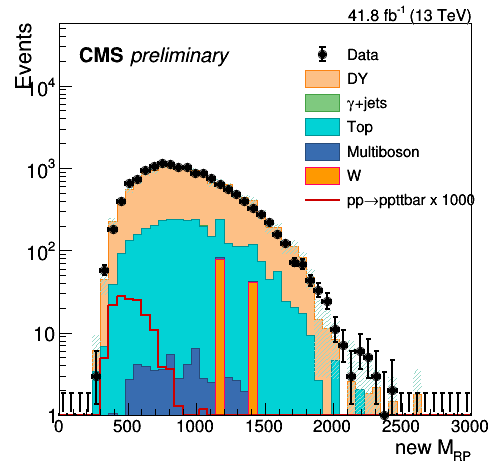 41.8 fb⁻¹ (13 TeV)
Events
CMS preliminary
Data
DY
γ+jets
Top
Multiboson
W
pp→ppttbar x 1000
10⁴
10³
10²
10
1
0 500 1000 1500 2000 2500 3000
new M_RP